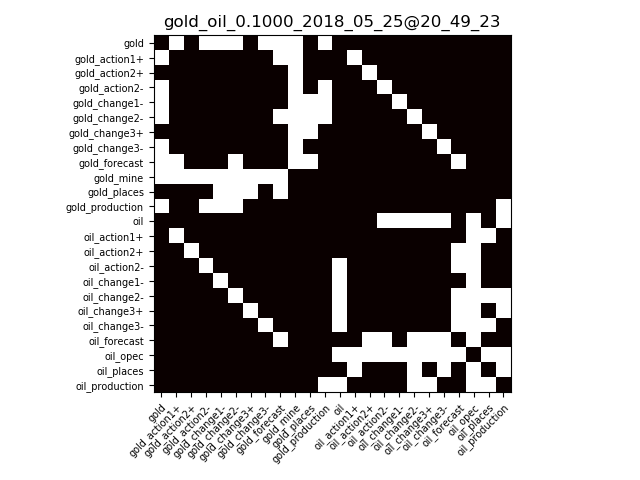 gold_oil_0.1000_2018_05_25@20_49_23
gold
gold_action1+
gold_action2+
gold_action2-
gold_change1-
gold_change2-
gold_change3+
gold_change3-
gold_forecast
gold_mine
gold_places
gold_production
oil
oil_action1+
oil_action2+
oil_action2-
oil_change1-
oil_change2-
oil_change3+
oil_change3-
oil_forecast
oil_opec
oil_places
oil_production
gold
gold_action1+
gold_action2+
gold_action2-
gold_change1-
gold_change2-
gold_change3+
gold_change3-
gold_forecast
gold_mine
gold_places
gold_production
oil
oil_action1+
oil_action2+
oil_action2-
oil_change1-
oil_change2-
oil_change3+
oil_change3-
oil_forecast
oil_opec
oil_places
oil_production